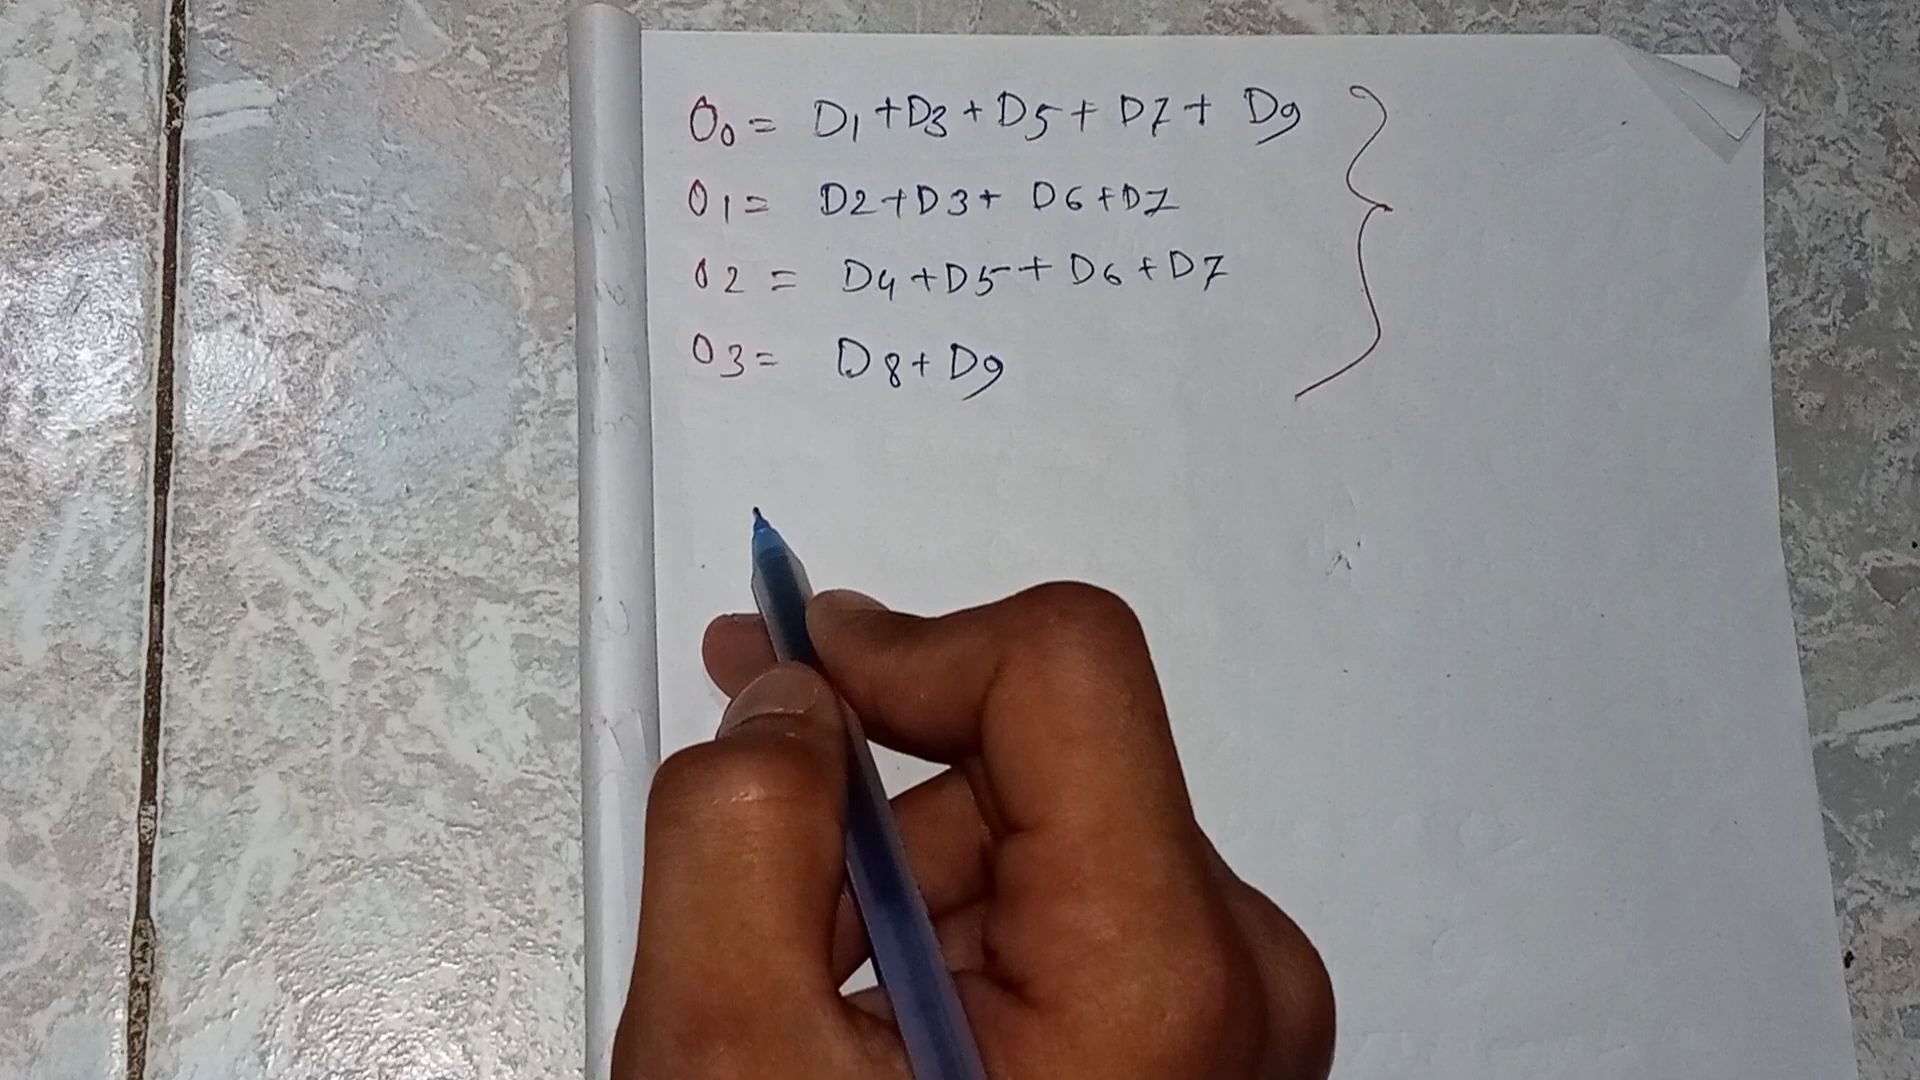 O0 = D1+D3+D5+D7+ D9
O1= D2+D3+ D6+D7
O2 = D4+D5+D6+D7
O3= D8+D9